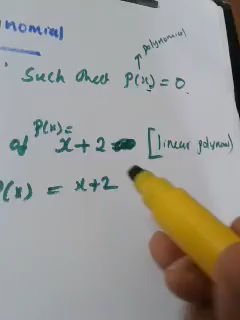 nomial
polynomial
Such that P(x) = 0.
P(x)=
of x+2 [linear polynomial)
P(x) = x+2